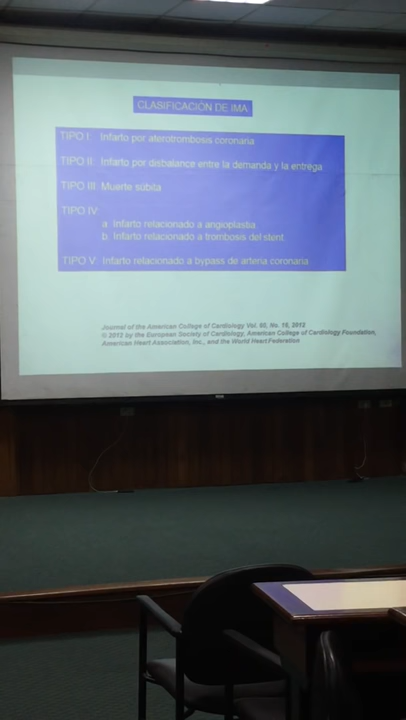 CLASIFICACIÓN DE IMA
TIPO I: Infarto por aterotrombosis coronaria
TIPO II: Infarto por disbalance entre la demanda y la entrega
TIPO III: Muerte súbita
TIPO IV:
a. Infarto relacionado a angioplastia
b. Infarto relacionado a trombosis del stent
TIPO V: Infarto relacionado a bypass de arteria coronaria
Journal of the American College of Cardiology Vol. 60, No. 16, 2012
© 2012 by the European Society of Cardiology, American College of Cardiology Foundation,
American Heart Association, Inc., and the World Heart Federation